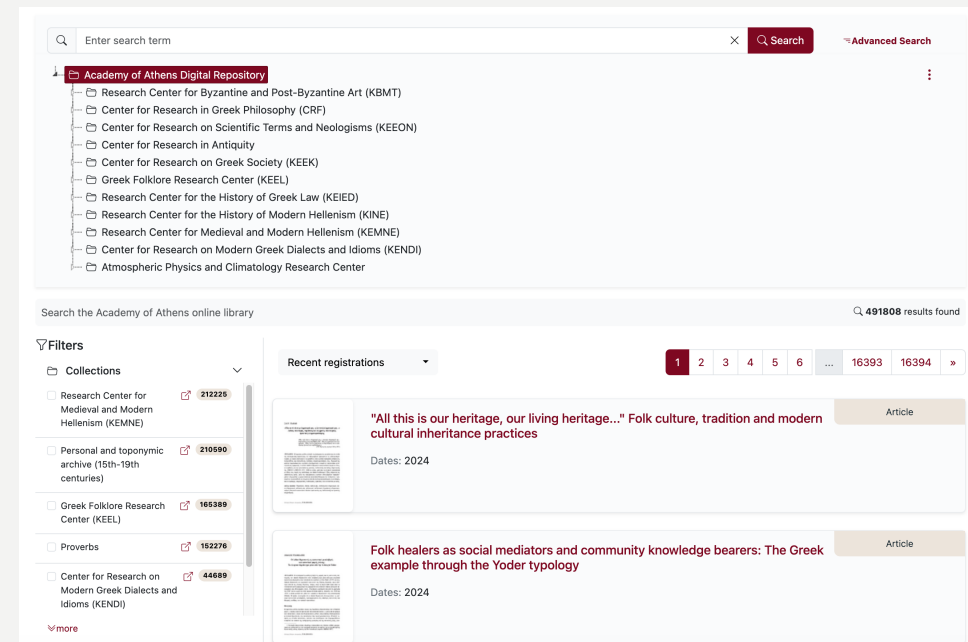 Enter search term
Search
Advanced Search
Academy of Athens Digital Repository
Research Center for Byzantine and Post-Byzantine Art (KBMT)
Center for Research in Greek Philosophy (CRF)
Center for Research on Scientific Terms and Neologisms (KEEON)
Center for Research in Antiquity
Center for Research on Greek Society (KEEK)
Greek Folklore Research Center (KEEL)
Research Center for the History of Greek Law (KEIED)
Research Center for the History of Modern Hellenism (KINE)
Research Center for Medieval and Modern Hellenism (KEMNE)
Center for Research on Modern Greek Dialects and Idioms (KENDI)
Atmospheric Physics and Climatology Research Center
Search the Academy of Athens online library
491808 results found
Filters
Collections
Research Center for 212225
Medieval and Modern
Hellenism (KEMNE)
Personal and toponymic 210590
archive (15th-19th
centuries)
Greek Folklore Research 165389
Center (KEEL)
Proverbs 152276
Center for Research on 44689
Modern Greek Dialects and
Idioms (KENDI)
more
Recent registrations
1 2 3 4 5 6 ... 16393 16394 »
"All this is our heritage, our living heritage..." Folk culture, tradition and modern
cultural inheritance practices
Dates: 2024
Article
Folk healers as social mediators and community knowledge bearers: The Greek
example through the Yoder typology
Dates: 2024
Article